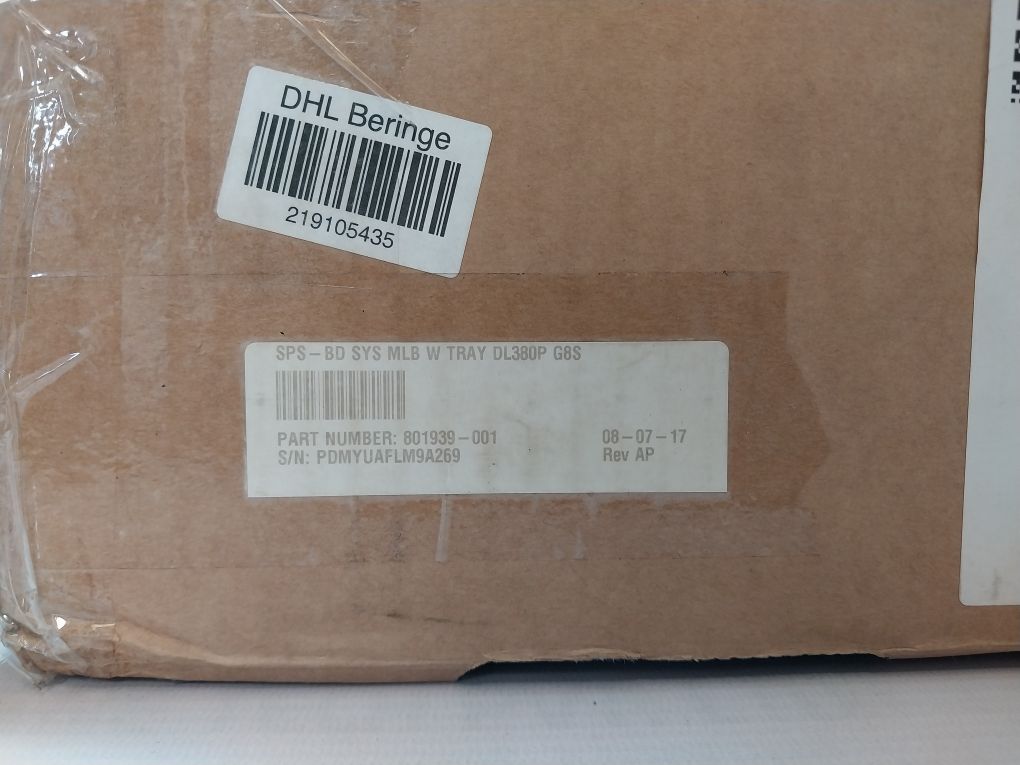 DHL Beringe
219105435
SPS-BD SYS MLB W TRAY DL380P G8S
PART NUMBER: 801939-001 08-07-17
S/N: PDMYUAFLM9A269 Rev AP